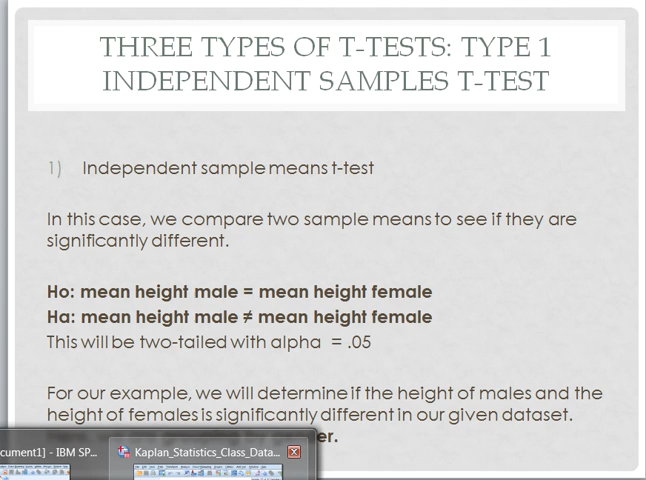 THREE TYPES OF T-TESTS: TYPE 1
INDEPENDENT SAMPLES T-TEST
1) Independent sample means t-test
In this case, we compare two sample means to see if they are
significantly different.
Ho: mean height male = mean height female
Ha: mean height male ≠ mean height female
This will be two-tailed with alpha = .05
For our example, we will determine if the height of males and the
height of females is significantly different in our given dataset.
cument1] - IBM SP...
Kaplan_Statistics_Class_Data...